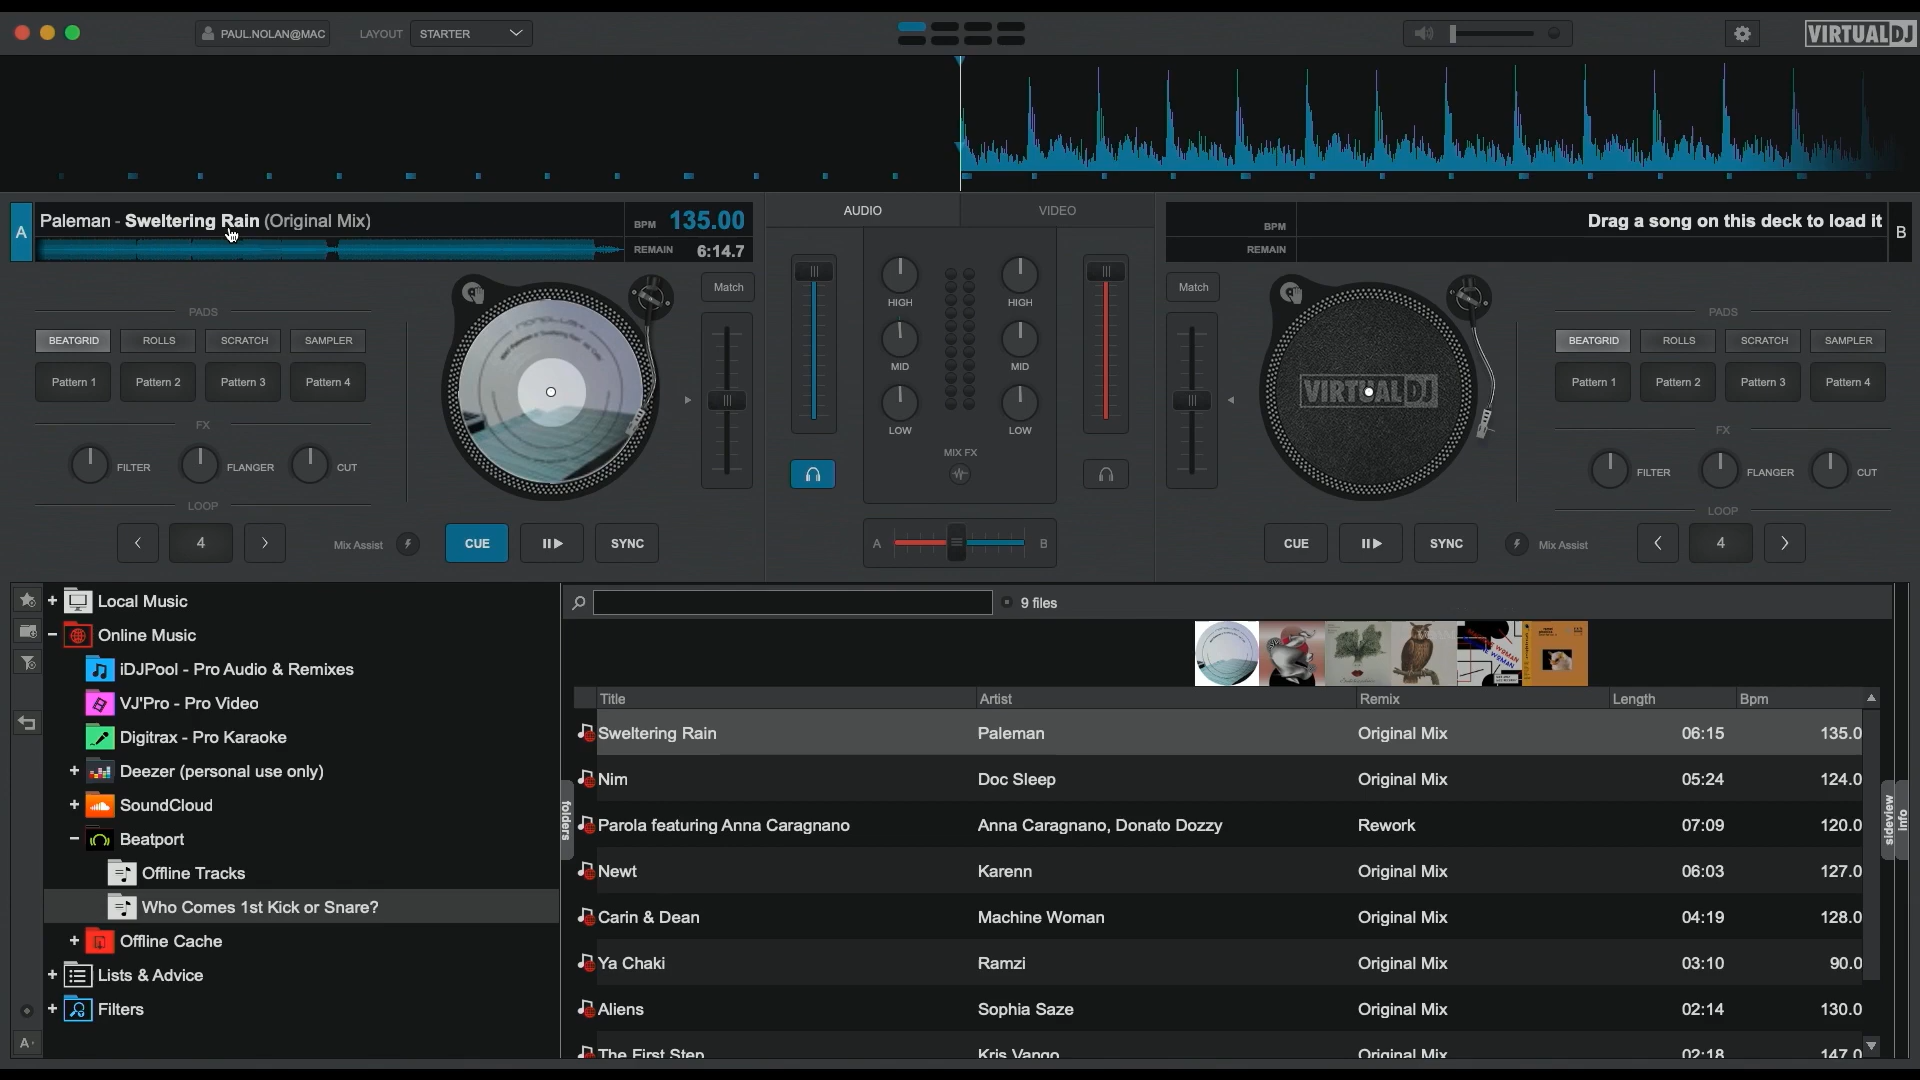 PAUL.NOLAN@MAC
LAYOUT STARTER
VIRTUALDJ
A
Paleman - Sweltering Rain (Original Mix)
BPM 135.00
REMAIN 6:14.7
AUDIO VIDEO
BPM
REMAIN
Drag a song on this deck to load it
B
PADS
BEATGRID ROLLS SCRATCH SAMPLER
Pattern 1 Pattern 2 Pattern 3 Pattern 4
FX
FILTER FLANGER CUT
LOOP
4
Mix Assist
CUE SYNC
Match
HIGH HIGH
MID MID
LOW LOW
MIX FX
A B
Match
VIRTUALDJ
PADS
BEATGRID ROLLS SCRATCH SAMPLER
Pattern 1 Pattern 2 Pattern 3 Pattern 4
FX
FILTER FLANGER CUT
LOOP
CUE SYNC
Mix Assist
4
Local Music
Online Music
iDJPool - Pro Audio & Remixes
VJ'Pro - Pro Video
Digitrax - Pro Karaoke
Deezer (personal use only)
SoundCloud
Beatport
Offline Tracks
Who Comes 1st Kick or Snare?
Offline Cache
Lists & Advice
Filters
A
folders
9 files
Title Artist Remix Length Bpm
Sweltering Rain Paleman Original Mix 06:15 135.0
Nim Doc Sleep Original Mix 05:24 124.0
Parola featuring Anna Caragnano Anna Caragnano, Donato Dozzy Rework 07:09 120.0
Newt Karenn Original Mix 06:03 127.0
Carin & Dean Machine Woman Original Mix 04:19 128.0
Ya Chaki Ramzi Original Mix 03:10 90.0
Aliens Sophia Saze Original Mix 02:14 130.0
The First Step Kris Vango Original Mix 02:18 147.0
sideview
info